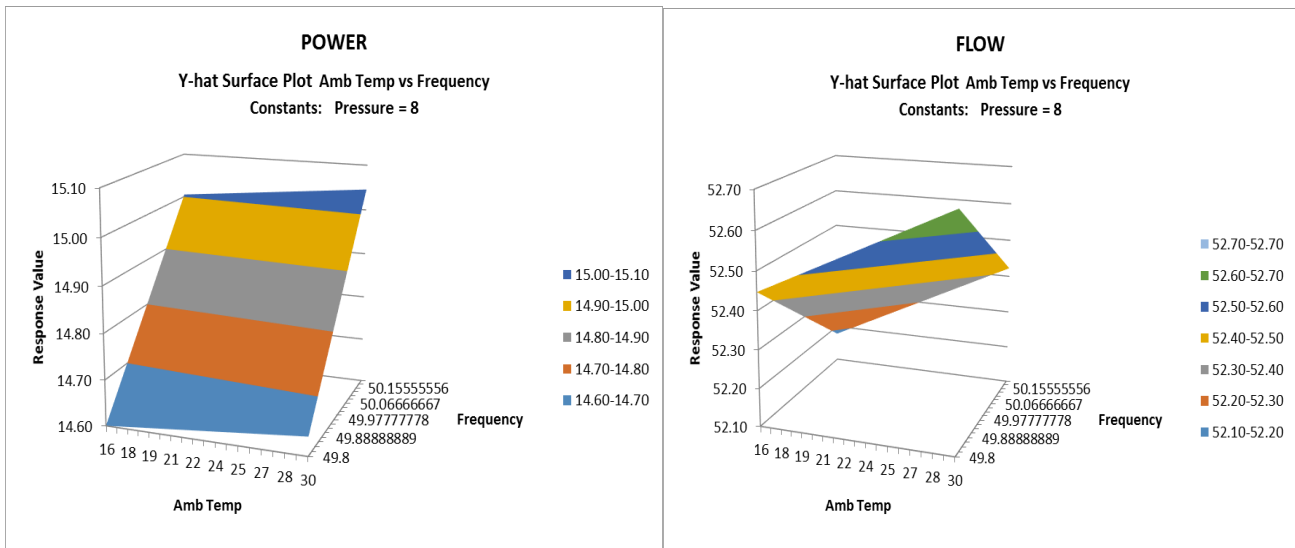 POWER
Y-hat Surface Plot Amb Temp vs Frequency
Constants: Pressure = 8
15.10
15.00
14.90
14.80
14.70
14.60
Response Value
16 18 19 21 22 24 25 27 28 30
Amb Temp
50.155555556
50.06666667
49.97777778
49.88888889
49.8
Frequency
15.00-15.10
14.90-15.00
14.80-14.90
14.70-14.80
14.60-14.70
FLOW
Y-hat Surface Plot Amb Temp vs Frequency
Constants: Pressure = 8
52.70
52.60
52.50
52.40
52.30
52.20
52.10
Response Value
16 18 19 21 22 24 25 27 28 30
Amb Temp
50.155555556
50.06666667
49.97777778
49.88888889
49.8
Frequency
52.70-52.70
52.60-52.70
52.50-52.60
52.40-52.50
52.30-52.40
52.20-52.30
52.10-52.20